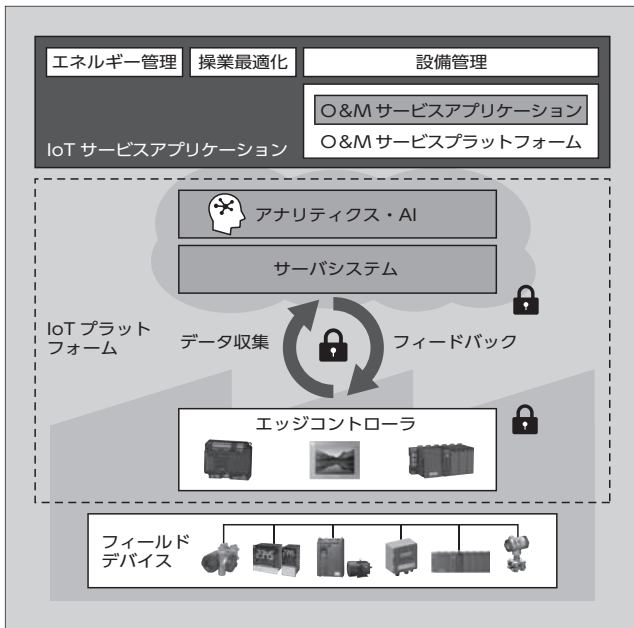 エネルギー管理
操業最適化
設備管理
O&Mサービスアプリケーション
O&Mサービスプラットフォーム
IoTサービスアプリケーション
アナリティクス・AI
サーバシステム
IoTプラット
フォーム
データ収集
フィードバック
エッジコントローラ
フィールド
デバイス